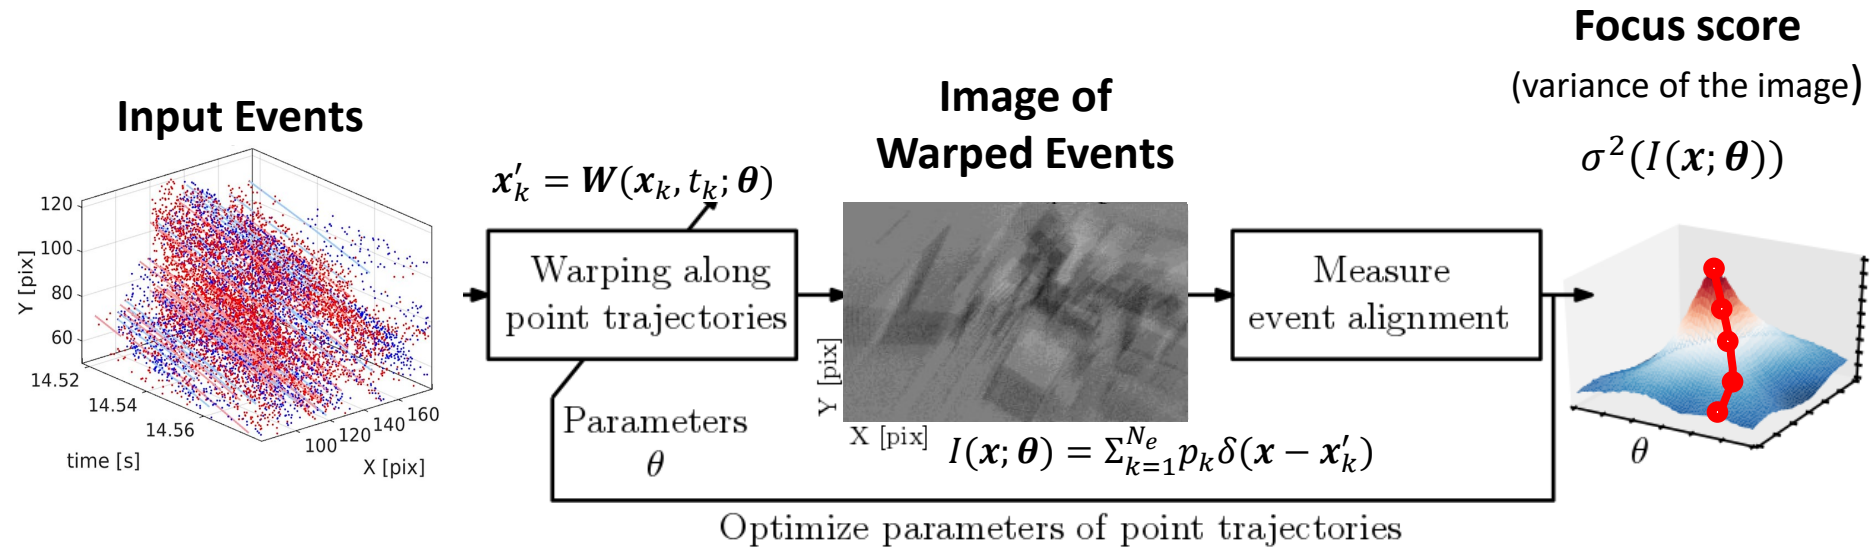 Focus score
(variance of the image)
σ²(I(x; θ))
Input Events
Image of
Warped Events
x′ₖ = W(xₖ, tₖ; θ)
120
100
80
60
Y [pix]
14.52
14.54
14.56
time [s]
100
120
140
160
X [pix]
Warping along
point trajectories
Parameters
θ
Y [pix]
X [pix]
I(x; θ) = Σₖ₌₁^{Nₑ} pₖδ(x − x′ₖ)
Measure
event alignment
θ
Optimize parameters of point trajectories